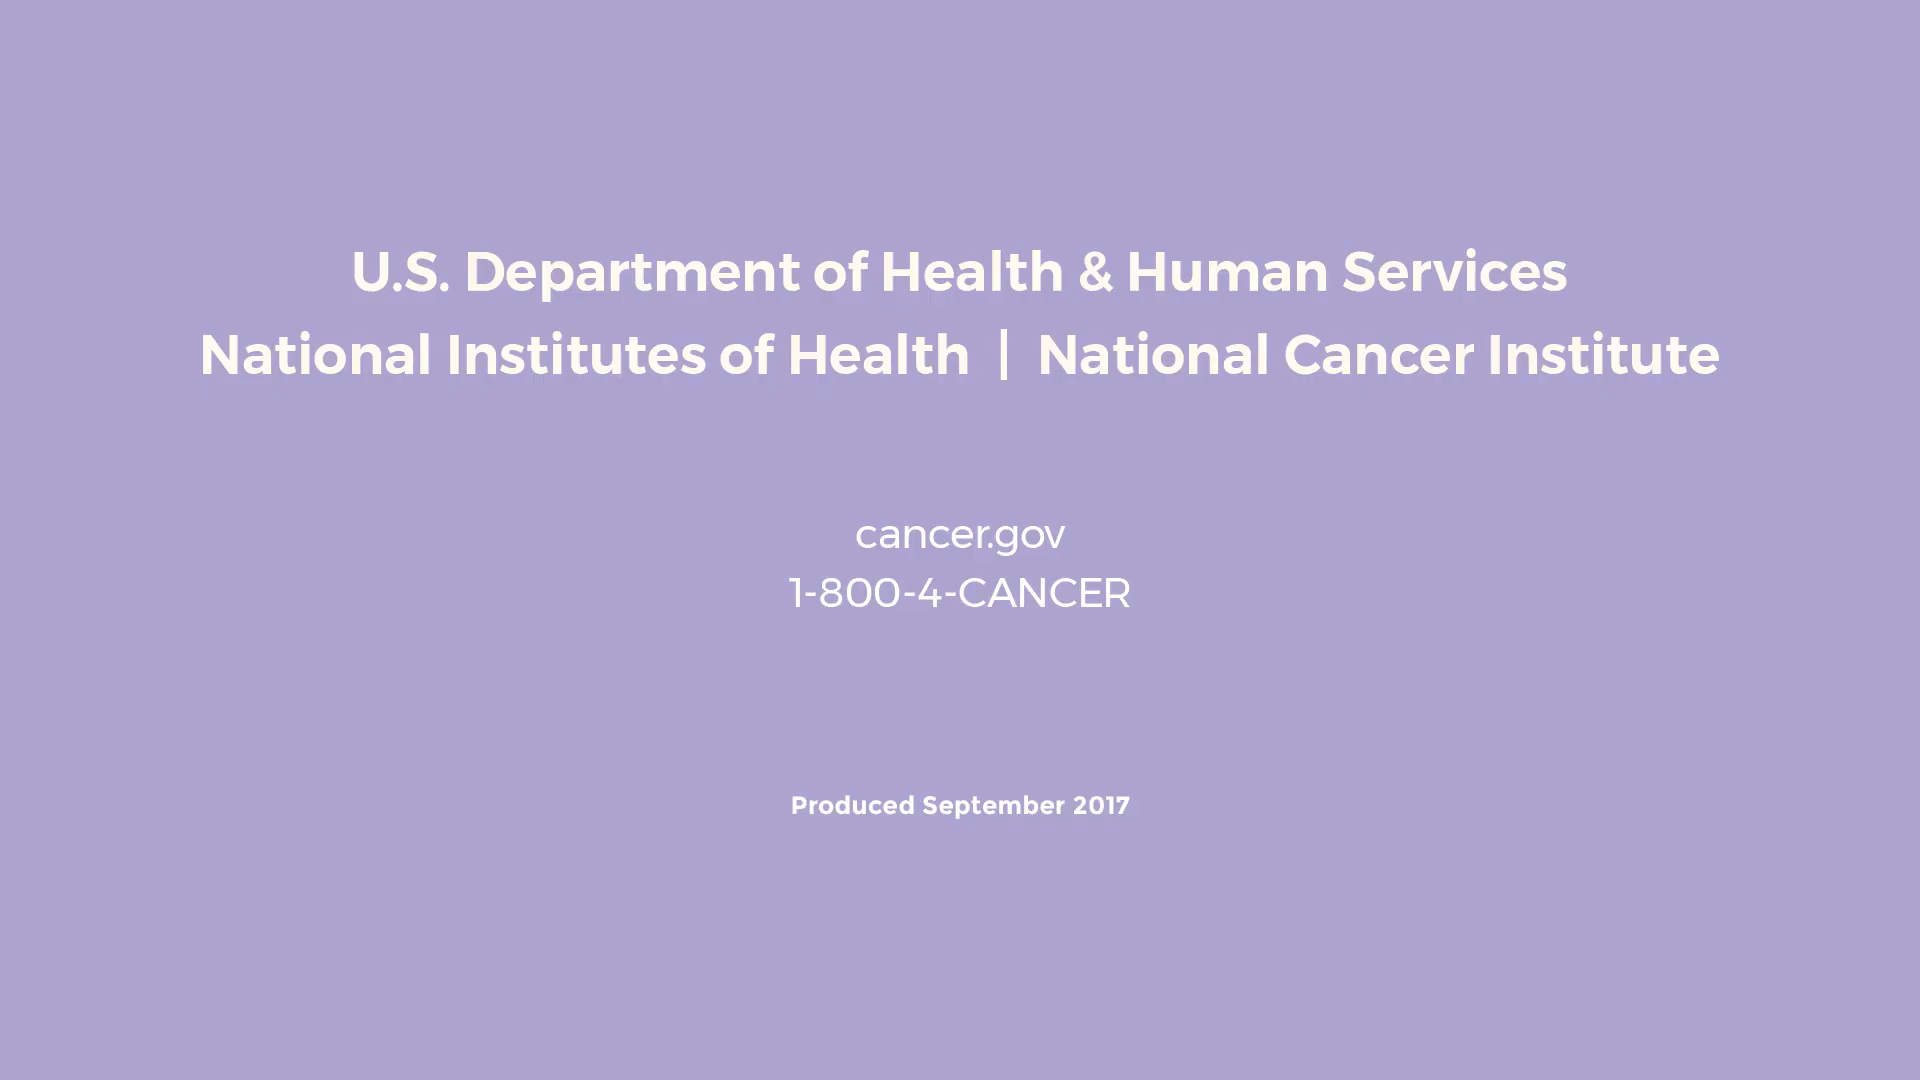 U.S. Department of Health & Human Services
National Institutes of Health | National Cancer Institute
cancer.gov
1-800-4-CANCER
Produced September 2017